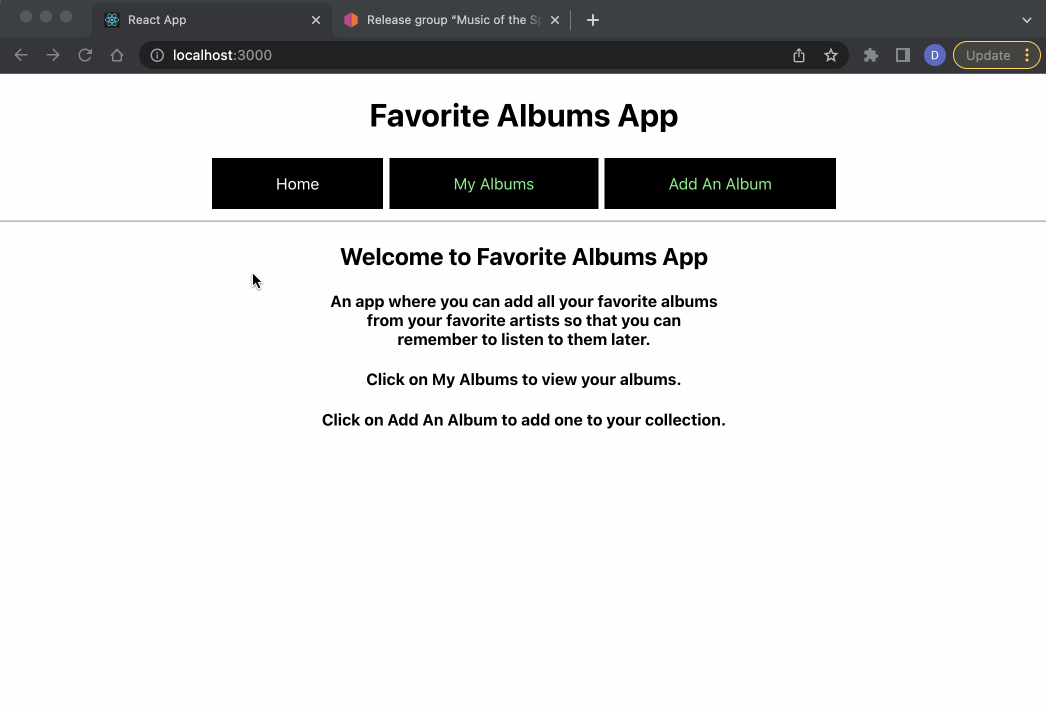 React App
Release group “Music of the Sp
localhost:3000
D
Update
Favorite Albums App
Home
My Albums
Add An Album
Welcome to Favorite Albums App
An app where you can add all your favorite albums
from your favorite artists so that you can
remember to listen to them later.
Click on My Albums to view your albums.
Click on Add An Album to add one to your collection.